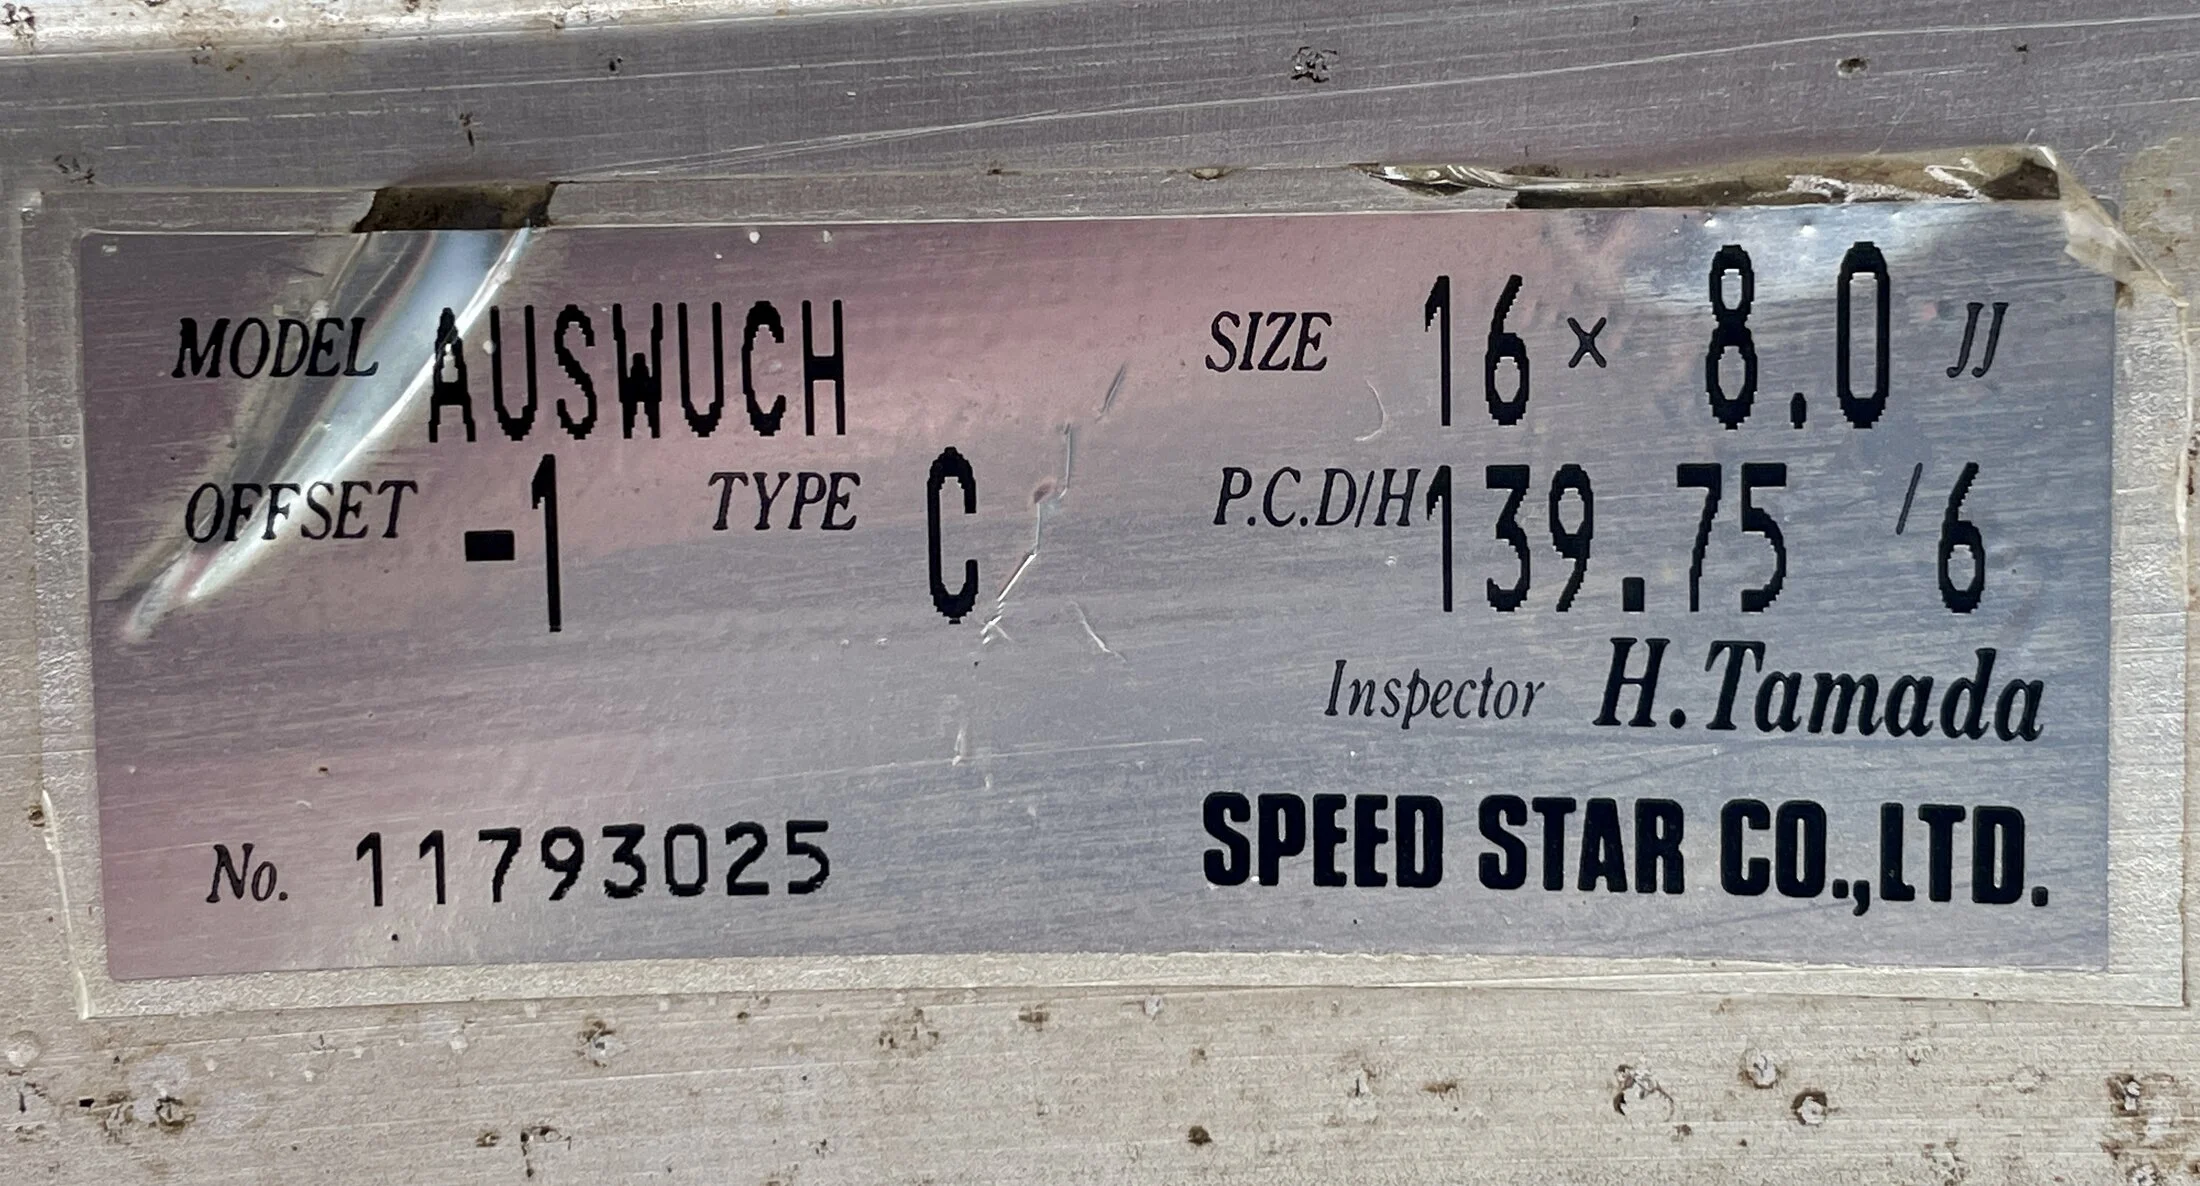 MODEL AUSWUCH SIZE 16 × 8.0 JJ
OFFSET -1 TYPE C P.C.D/H 139.75 / 6
Inspector H.Tamada
No. 11793025 SPEED STAR CO.,LTD.